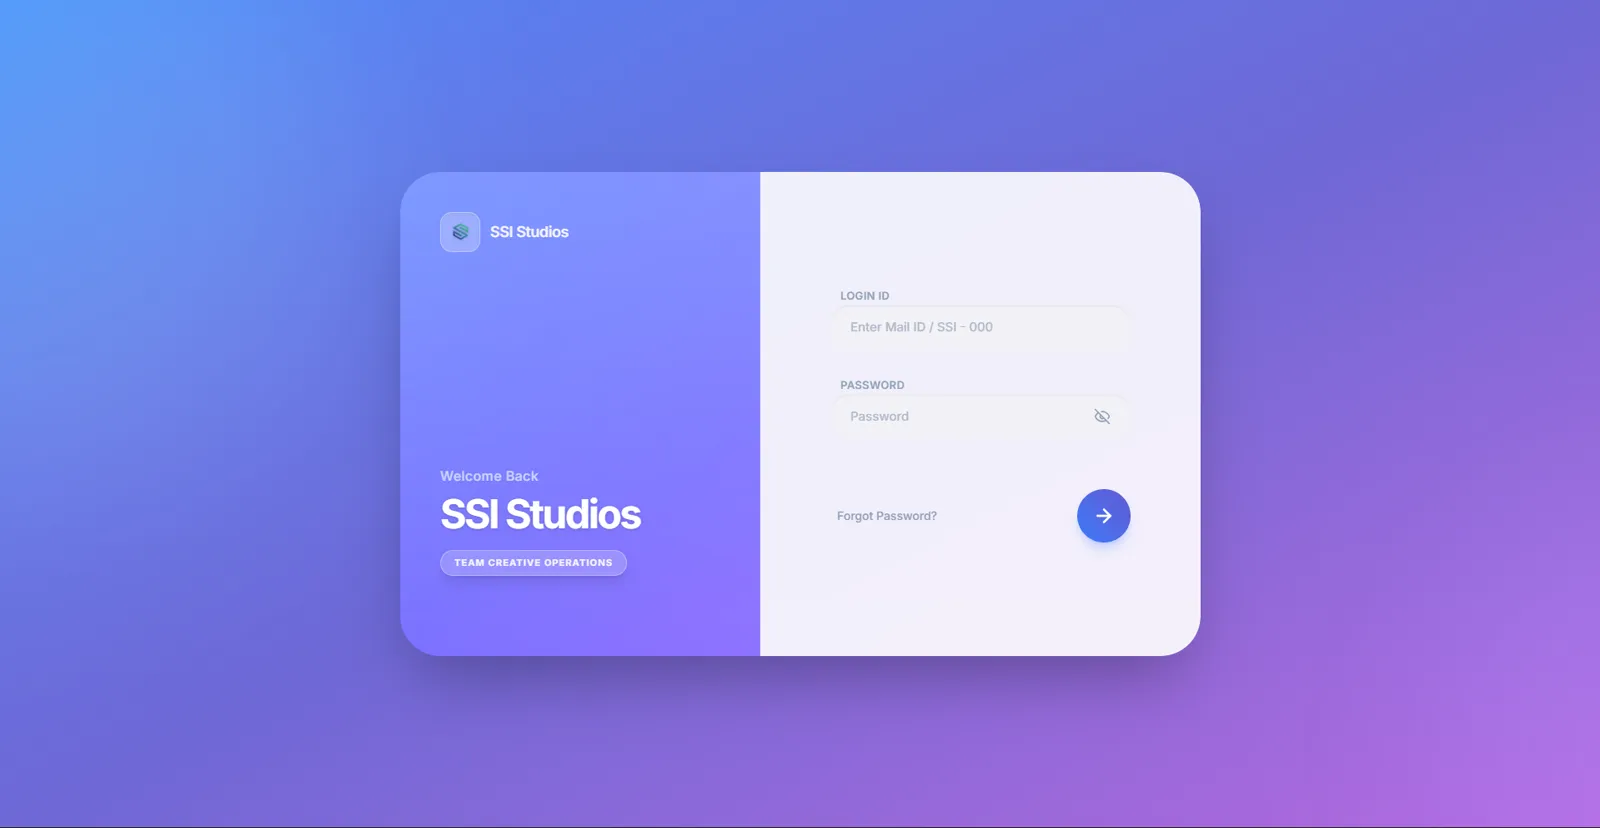 SSI Studios
Welcome Back
SSI Studios
TEAM CREATIVE OPERATIONS
LOGIN ID
Enter Mail ID / SSI - 000
PASSWORD
Password
Forgot Password?